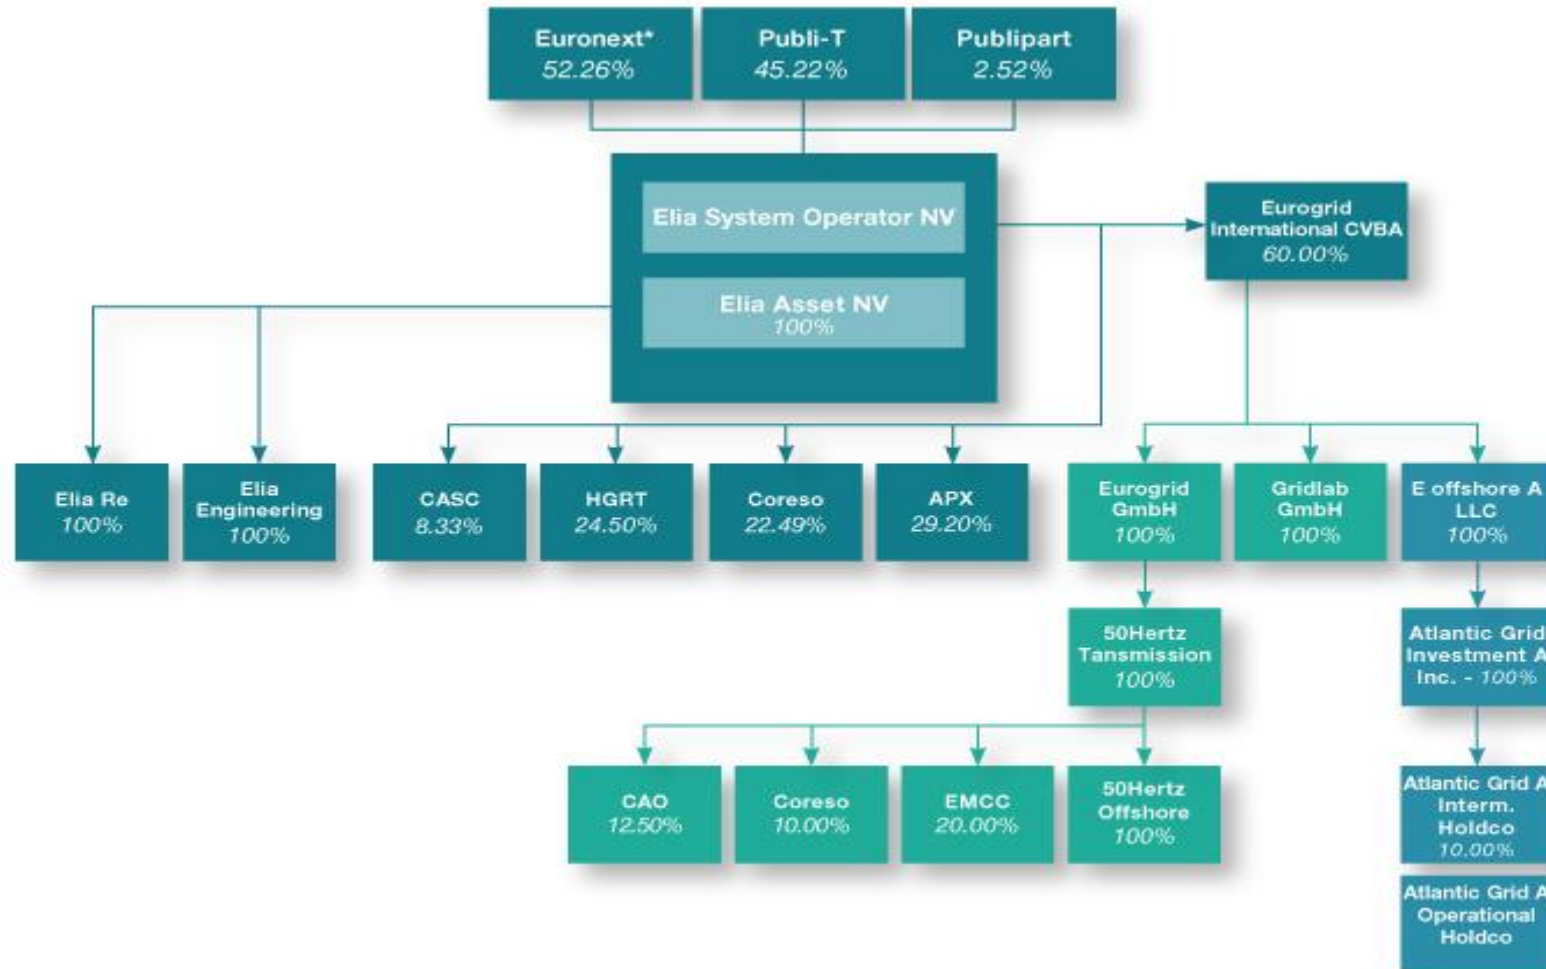 Euronext*
52.26%
Publi-T
45.22%
Publipart
2.52%
Elia System Operator NV
Elia Asset NV
100%
Eurogrid
International CVBA
60.00%
Elia Re
100%
Elia
Engineering
100%
CASC
8.33%
HGRT
24.50%
Coreso
22.49%
APX
29.20%
Eurogrid
GmbH
100%
Gridlab
GmbH
100%
E offshore A
LLC
100%
50Hertz
Tansmission
100%
Atlantic Grid
Investment A
Inc. - 100%
CAO
12.50%
Coreso
10.00%
EMCC
20.00%
50Hertz
Offshore
100%
Atlantic Grid A
Interm.
Holdco
10.00%
Atlantic Grid A
Operational
Holdco